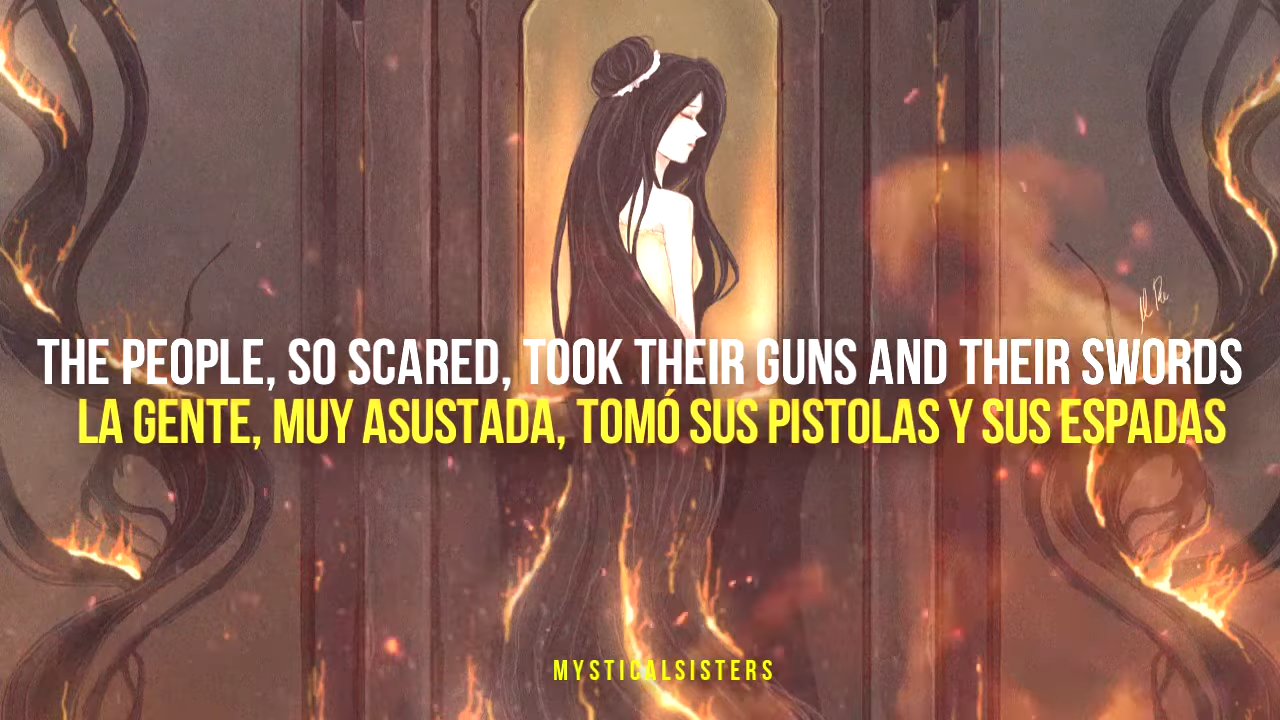 THE PEOPLE, SO SCARED, TOOK THEIR GUNS AND THEIR SWORDS
LA GENTE, MUY ASUSTADA, TOMÓ SUS PISTOLAS Y SUS ESPADAS
MYSTICALSISTERS